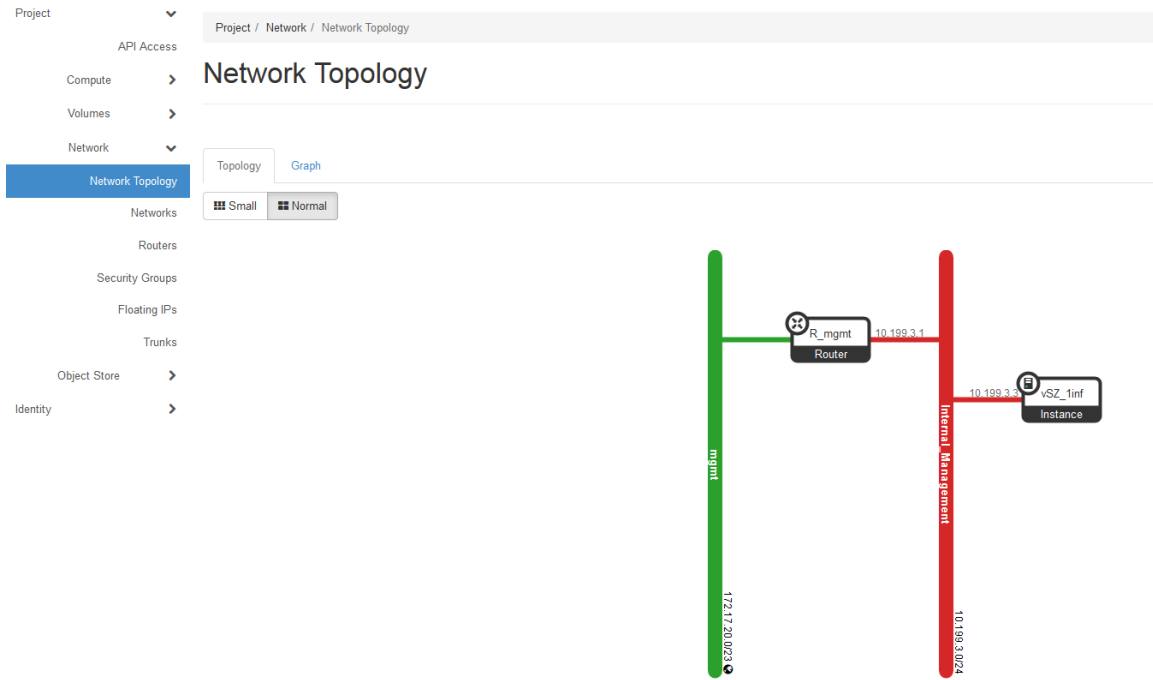 Project
API Access
Compute
Volumes
Network
Network Topology
Networks
Routers
Security Groups
Floating IPs
Trunks
Object Store
Identity
Project / Network / Network Topology
Network Topology
Topology Graph
Small Normal
mgmt
172.17.20.0/23
R_mgmt
Router
10.199.3.1
Internal_Management
10.199.3.0/24
10.199.3.3
vSZ_1inf
Instance